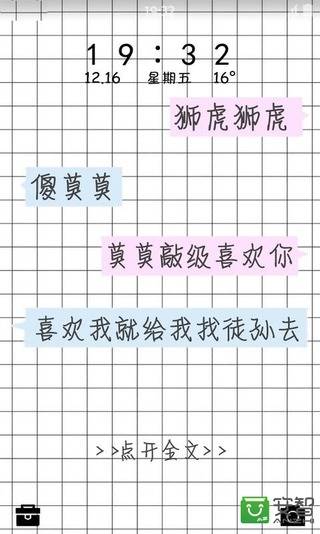 19:32
19:32
12.16 星期五 16°
狮虎狮虎
傻莫莫
莫莫敲级喜欢你
喜欢我就给我找徒孙去
>>点开全文>>
安智